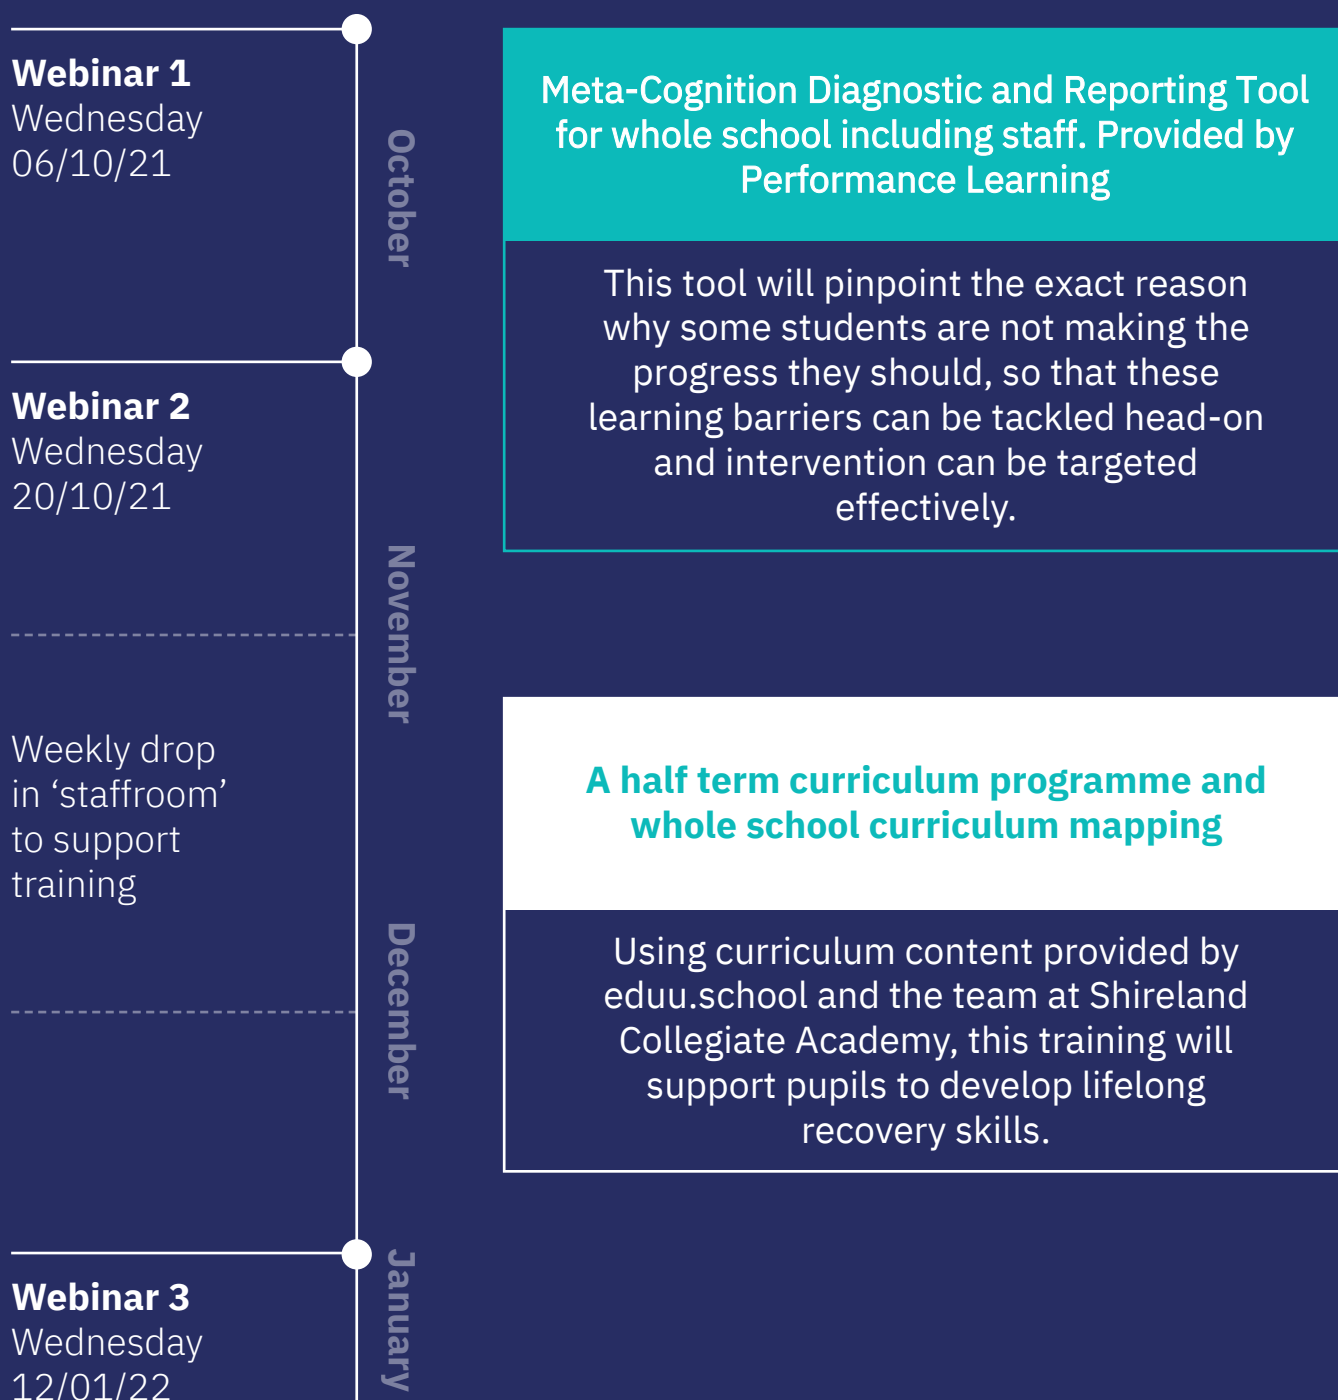 Webinar 1
Wednesday
06/10/21
October
Webinar 2
Wednesday
20/10/21
November
Weekly drop
in ‘staffroom’
to support
training
December
Webinar 3
Wednesday
12/01/22
January
Meta-Cognition Diagnostic and Reporting Tool
for whole school including staff. Provided by
Performance Learning
This tool will pinpoint the exact reason
why some students are not making the
progress they should, so that these
learning barriers can be tackled head-on
and intervention can be targeted
effectively.
A half term curriculum programme and
whole school curriculum mapping
Using curriculum content provided by
eduu.school and the team at Shireland
Collegiate Academy, this training will
support pupils to develop lifelong
recovery skills.